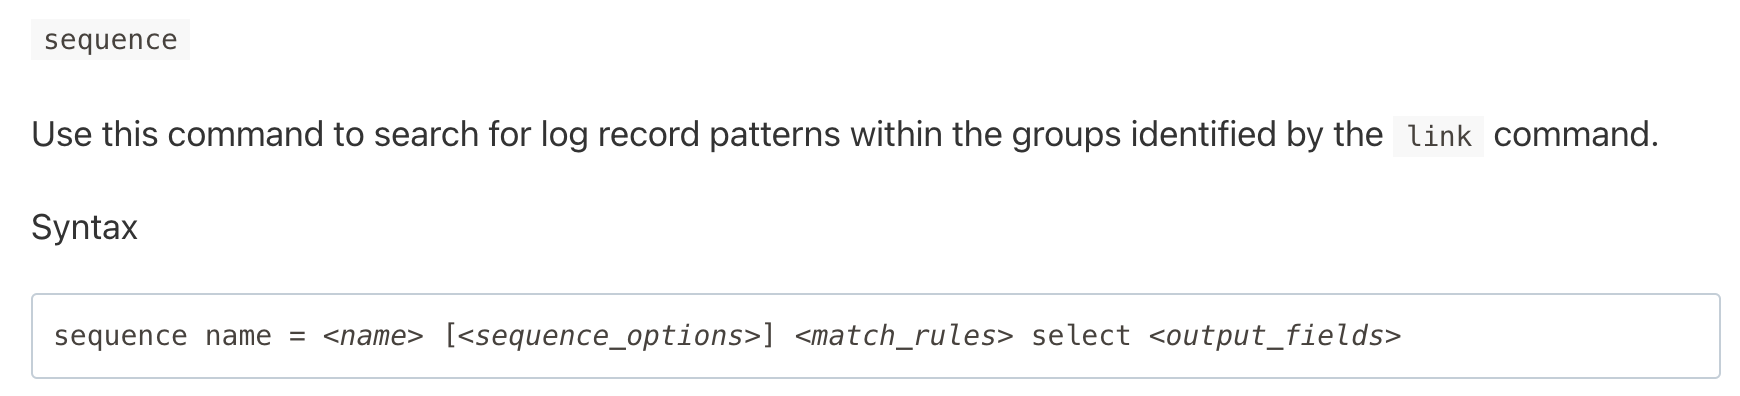 sequence
Use this command to search for log record patterns within the groups identified by the link command.
Syntax
sequence name = <name> [<sequence_options>] <match_rules> select <output_fields>